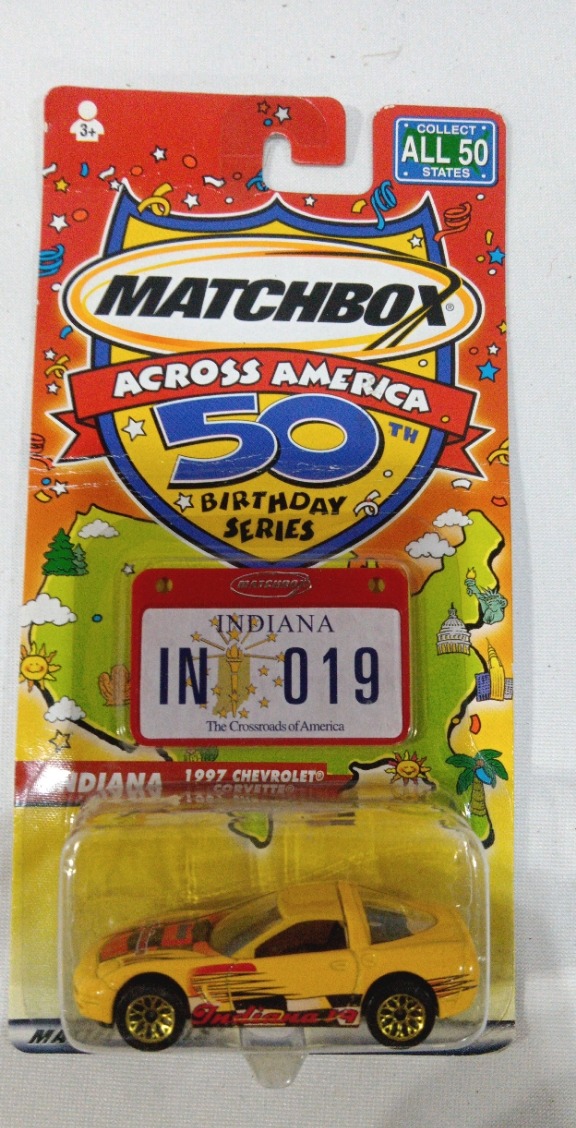 3+
COLLECT
ALL 50
STATES
MATCHBOX®
ACROSS AMERICA
50TH
BIRTHDAY
SERIES
MATCHBOX
INDIANA
IN 019
The Crossroads of America
INDIANA 1997 CHEVROLET®
CORVETTE®
Indiana